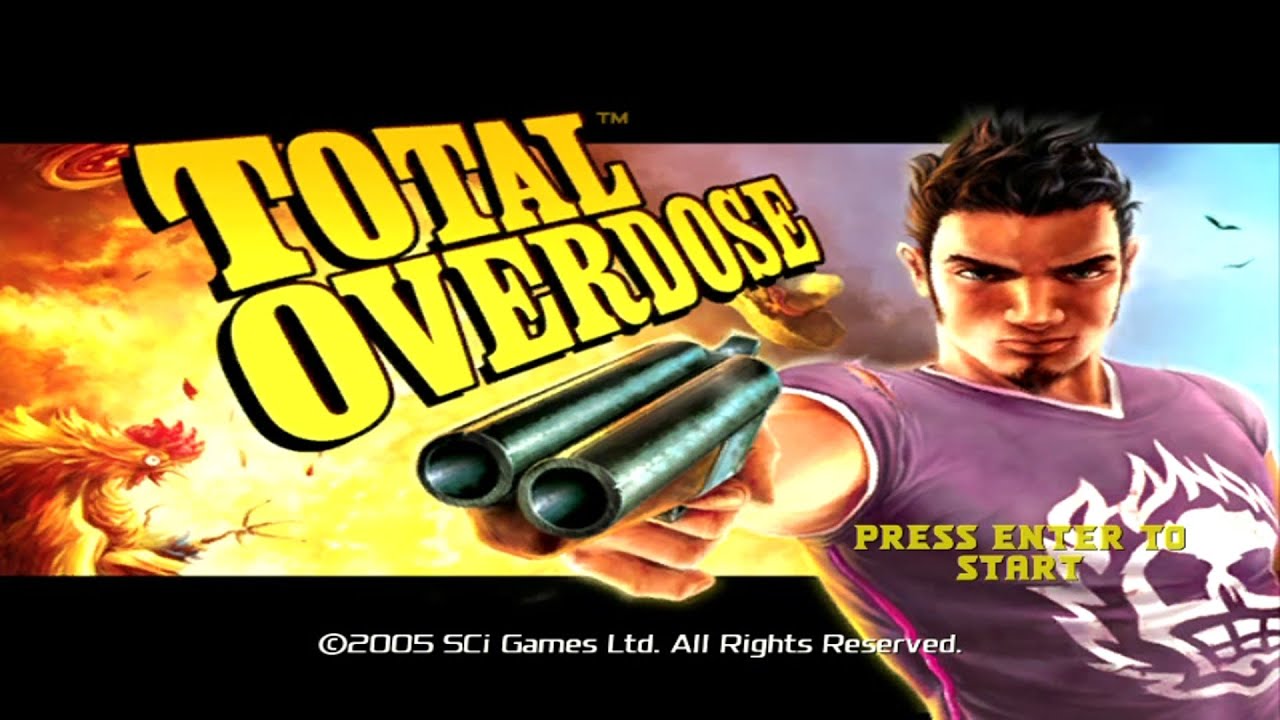 TOTAL™
OVERDOSE
PRESS ENTER TO
START
©2005 SCi Games Ltd. All Rights Reserved.